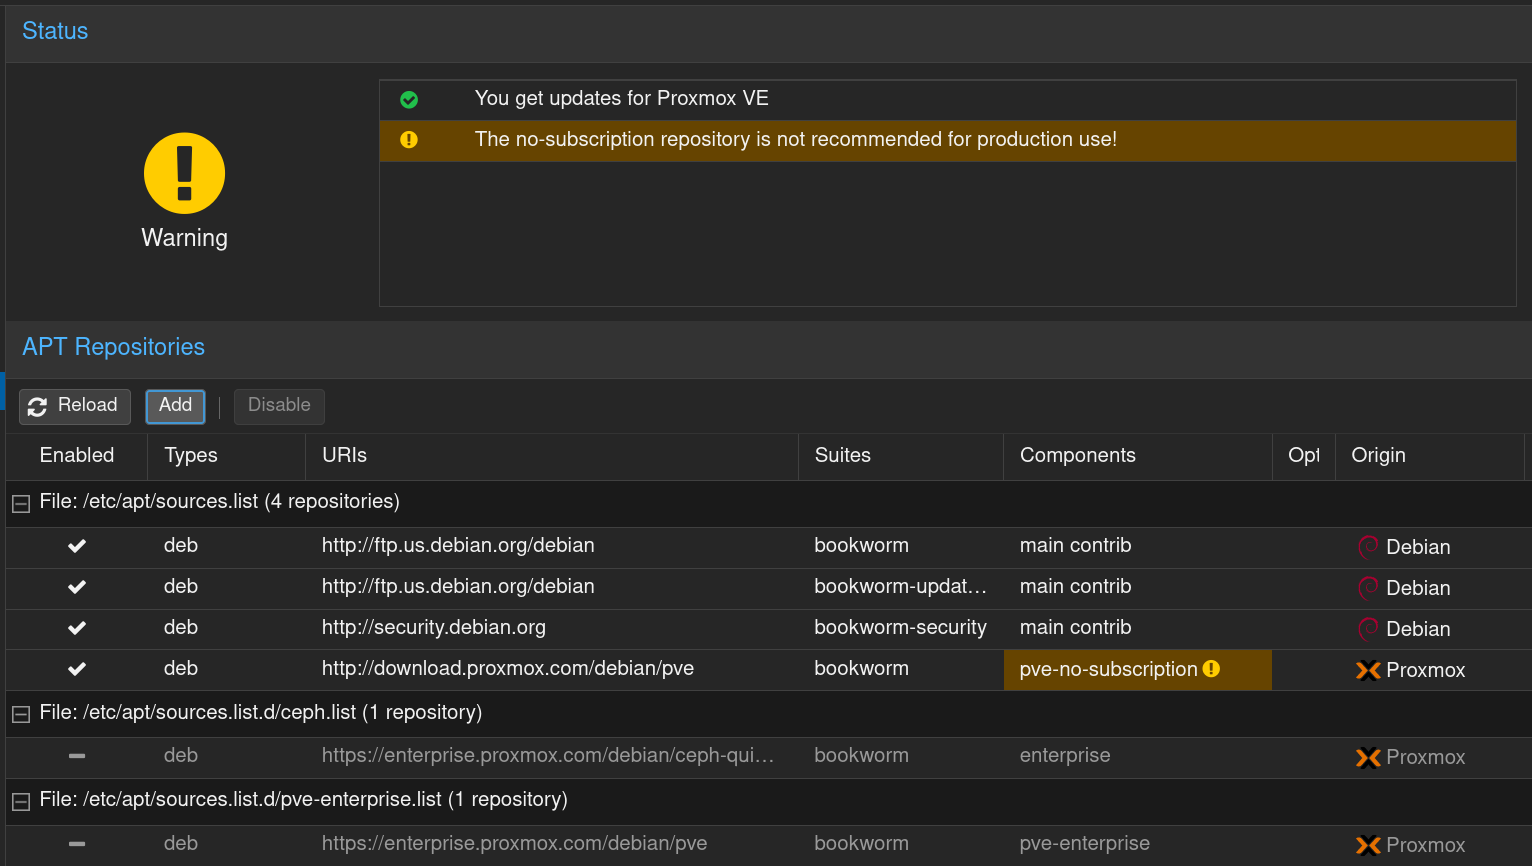 Status
You get updates for Proxmox VE
The no-subscription repository is not recommended for production use!
Warning
APT Repositories
Reload Add Disable
Enabled Types URIs Suites Components Opt Origin
File: /etc/apt/sources.list (4 repositories)
deb http://ftp.us.debian.org/debian bookworm main contrib Debian
deb http://ftp.us.debian.org/debian bookworm-updat… main contrib Debian
deb http://security.debian.org bookworm-security main contrib Debian
deb http://download.proxmox.com/debian/pve bookworm pve-no-subscription Proxmox
File: /etc/apt/sources.list.d/ceph.list (1 repository)
deb https://enterprise.proxmox.com/debian/ceph-qui… bookworm enterprise Proxmox
File: /etc/apt/sources.list.d/pve-enterprise.list (1 repository)
deb https://enterprise.proxmox.com/debian/pve bookworm pve-enterprise Proxmox